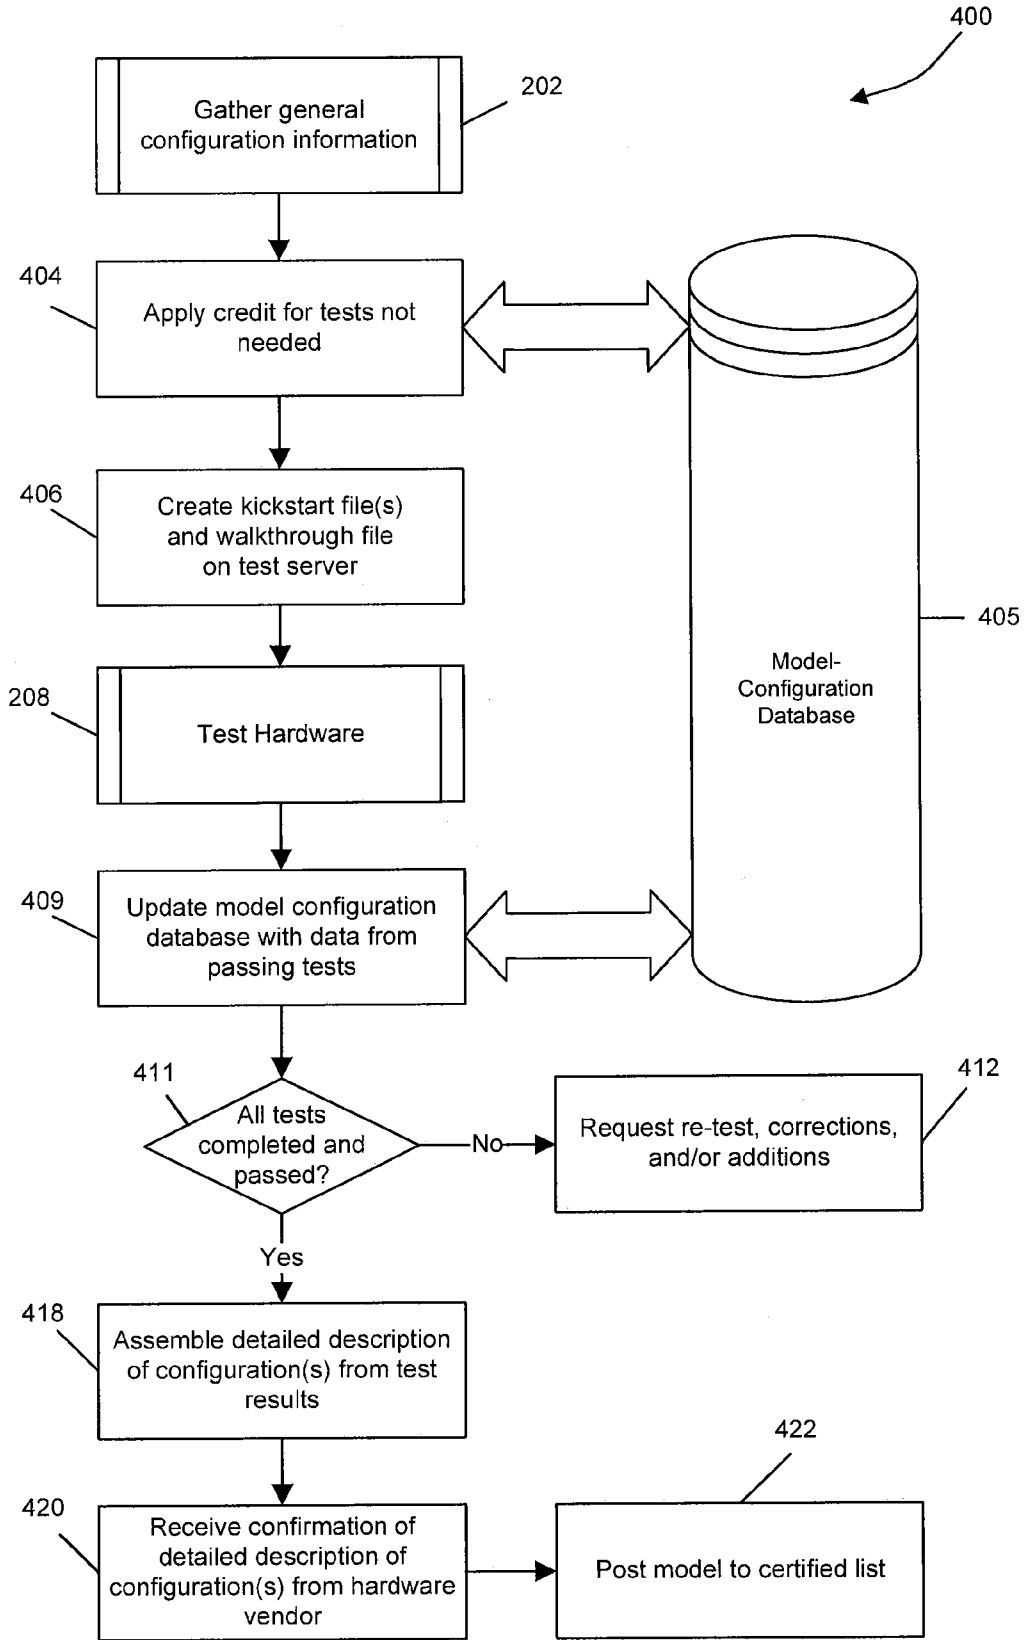 400
Gather general
configuration information
202
404
Apply credit for tests not
needed
406
Create kickstart file(s)
and walkthrough file
on test server
405
Model-
Configuration
Database
208
Test Hardware
409
Update model configuration
database with data from
passing tests
411
All tests
completed and
passed?
No
412
Request re-test, corrections,
and/or additions
Yes
418
Assemble detailed description
of configuration(s) from test
results
420
Receive confirmation of
detailed description of
configuration(s) from hardware
vendor
422
Post model to certified list